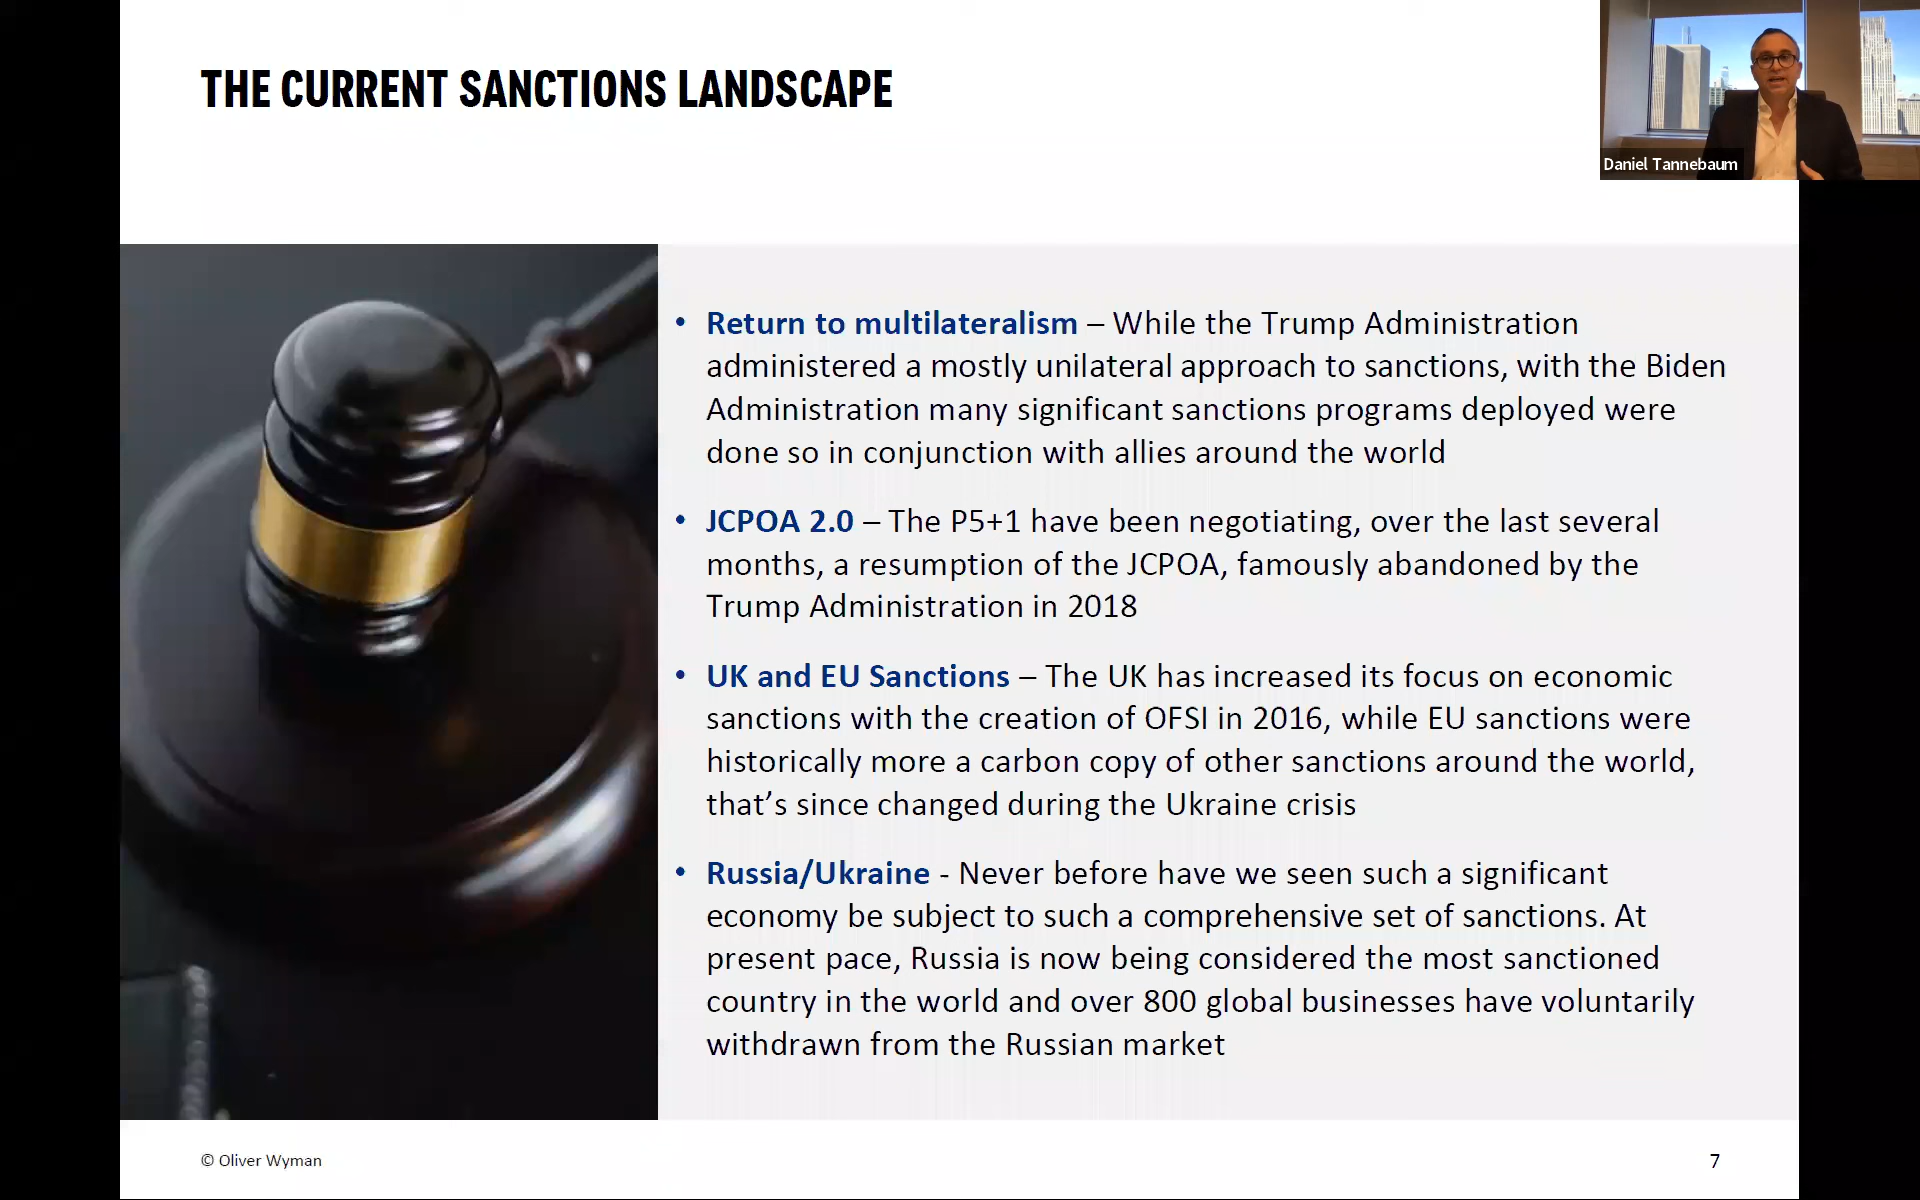 THE CURRENT SANCTIONS LANDSCAPE
Daniel Tannebaum
• Return to multilateralism – While the Trump Administration
administered a mostly unilateral approach to sanctions, with the Biden
Administration many significant sanctions programs deployed were
done so in conjunction with allies around the world
• JCPOA 2.0 – The P5+1 have been negotiating, over the last several
months, a resumption of the JCPOA, famously abandoned by the
Trump Administration in 2018
• UK and EU Sanctions – The UK has increased its focus on economic
sanctions with the creation of OFSI in 2016, while EU sanctions were
historically more a carbon copy of other sanctions around the world,
that’s since changed during the Ukraine crisis
• Russia/Ukraine - Never before have we seen such a significant
economy be subject to such a comprehensive set of sanctions. At
present pace, Russia is now being considered the most sanctioned
country in the world and over 800 global businesses have voluntarily
withdrawn from the Russian market
© Oliver Wyman
7